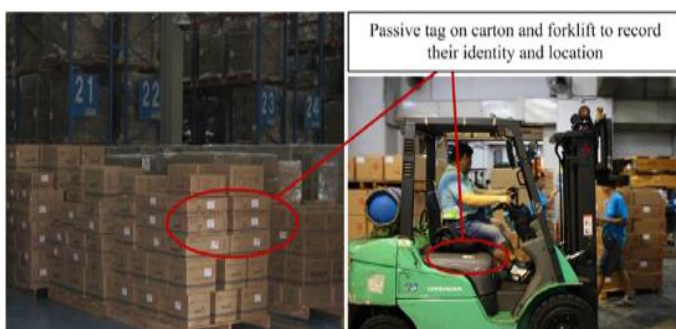 Passive tag on carton and forklift to record
their identity and location
21
22
23
24